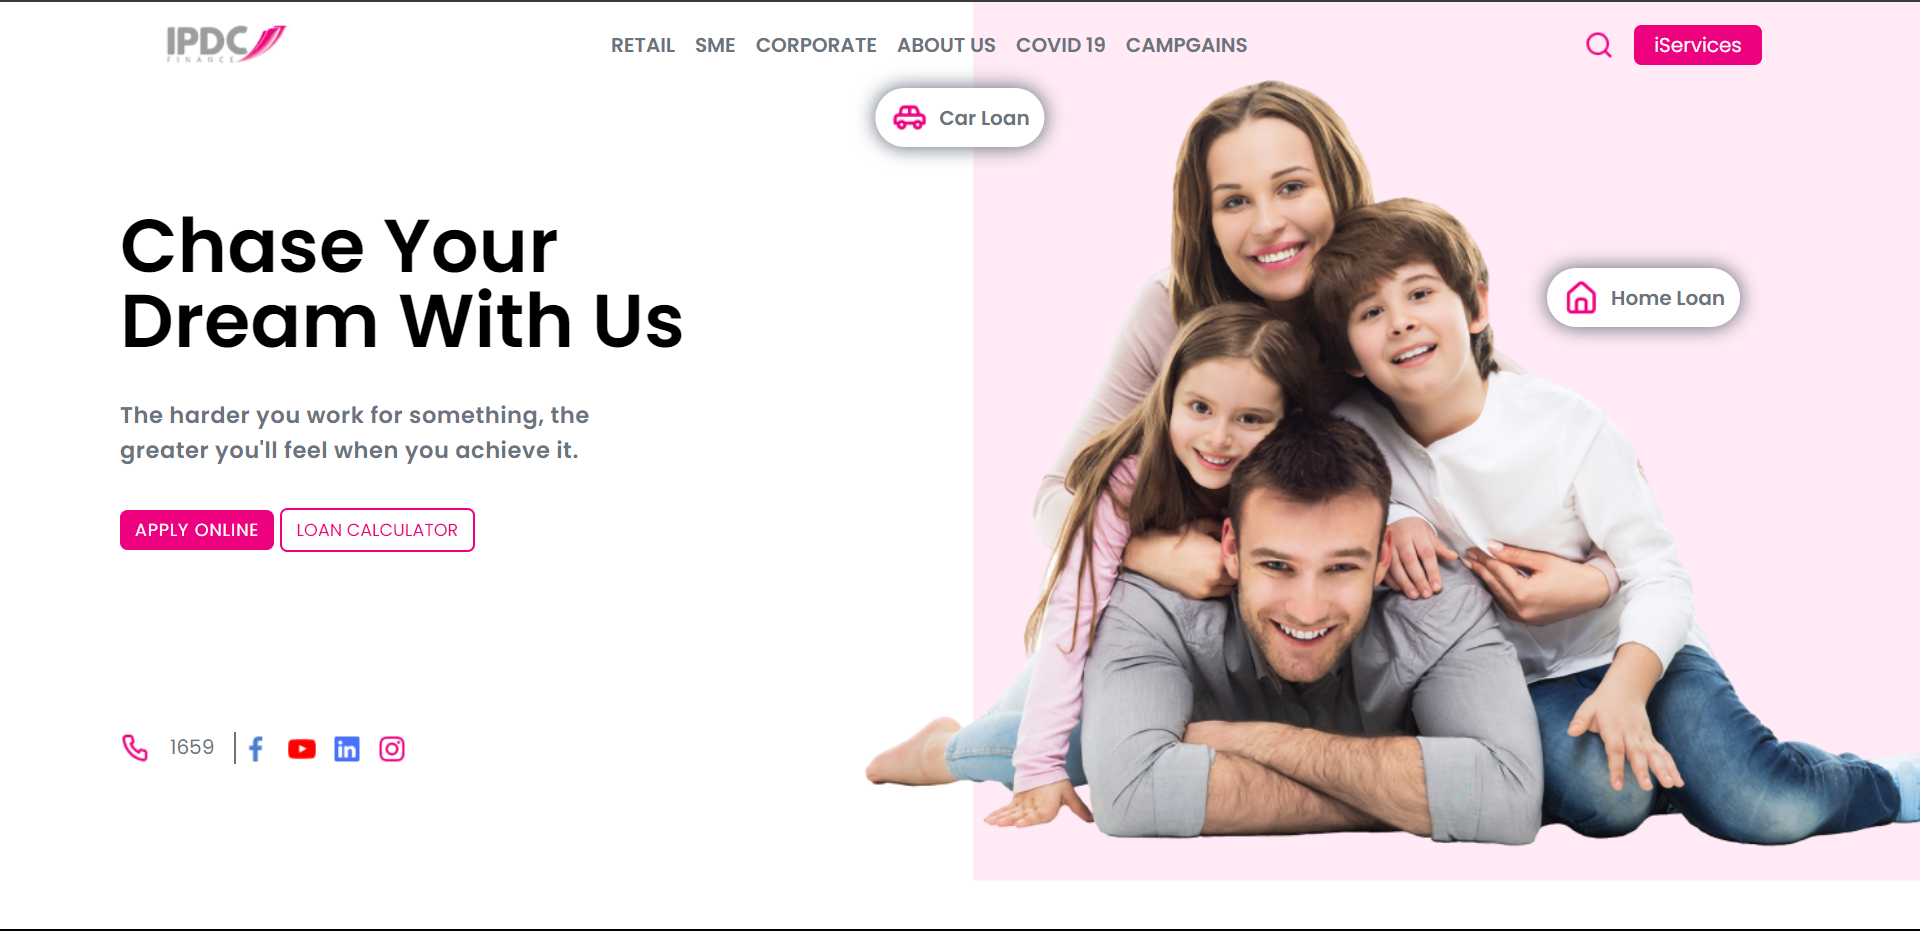 IPDC
FINANCE
RETAIL SME CORPORATE ABOUT US COVID 19 CAMPGAINS
iServices
Car Loan
Chase Your
Dream With Us
Home Loan
The harder you work for something, the
greater you'll feel when you achieve it.
APPLY ONLINE LOAN CALCULATOR
1659